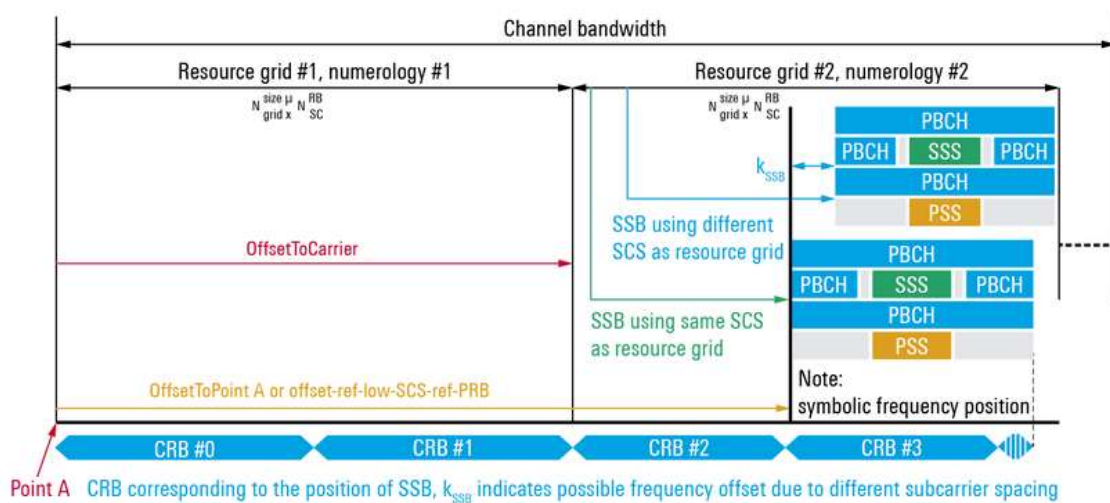 Channel bandwidth
Resource grid #1, numerology #1
Resource grid #2, numerology #2
N size μ grid x N RB SC
N size μ grid x N RB SC
PBCH
PBCH SSS PBCH
kSSB
PBCH
PSS
SSB using different
SCS as resource grid
OffsetToCarrier
PBCH
PBCH SSS PBCH
SSB using same SCS
as resource grid
PBCH
PSS
Note:
symbolic frequency position
OffsetToPoint A or offset-ref-low-SCS-ref-PRB
CRB #0 CRB #1 CRB #2 CRB #3
Point A
CRB corresponding to the position of SSB, kSSB indicates possible frequency offset due to different subcarrier spacing